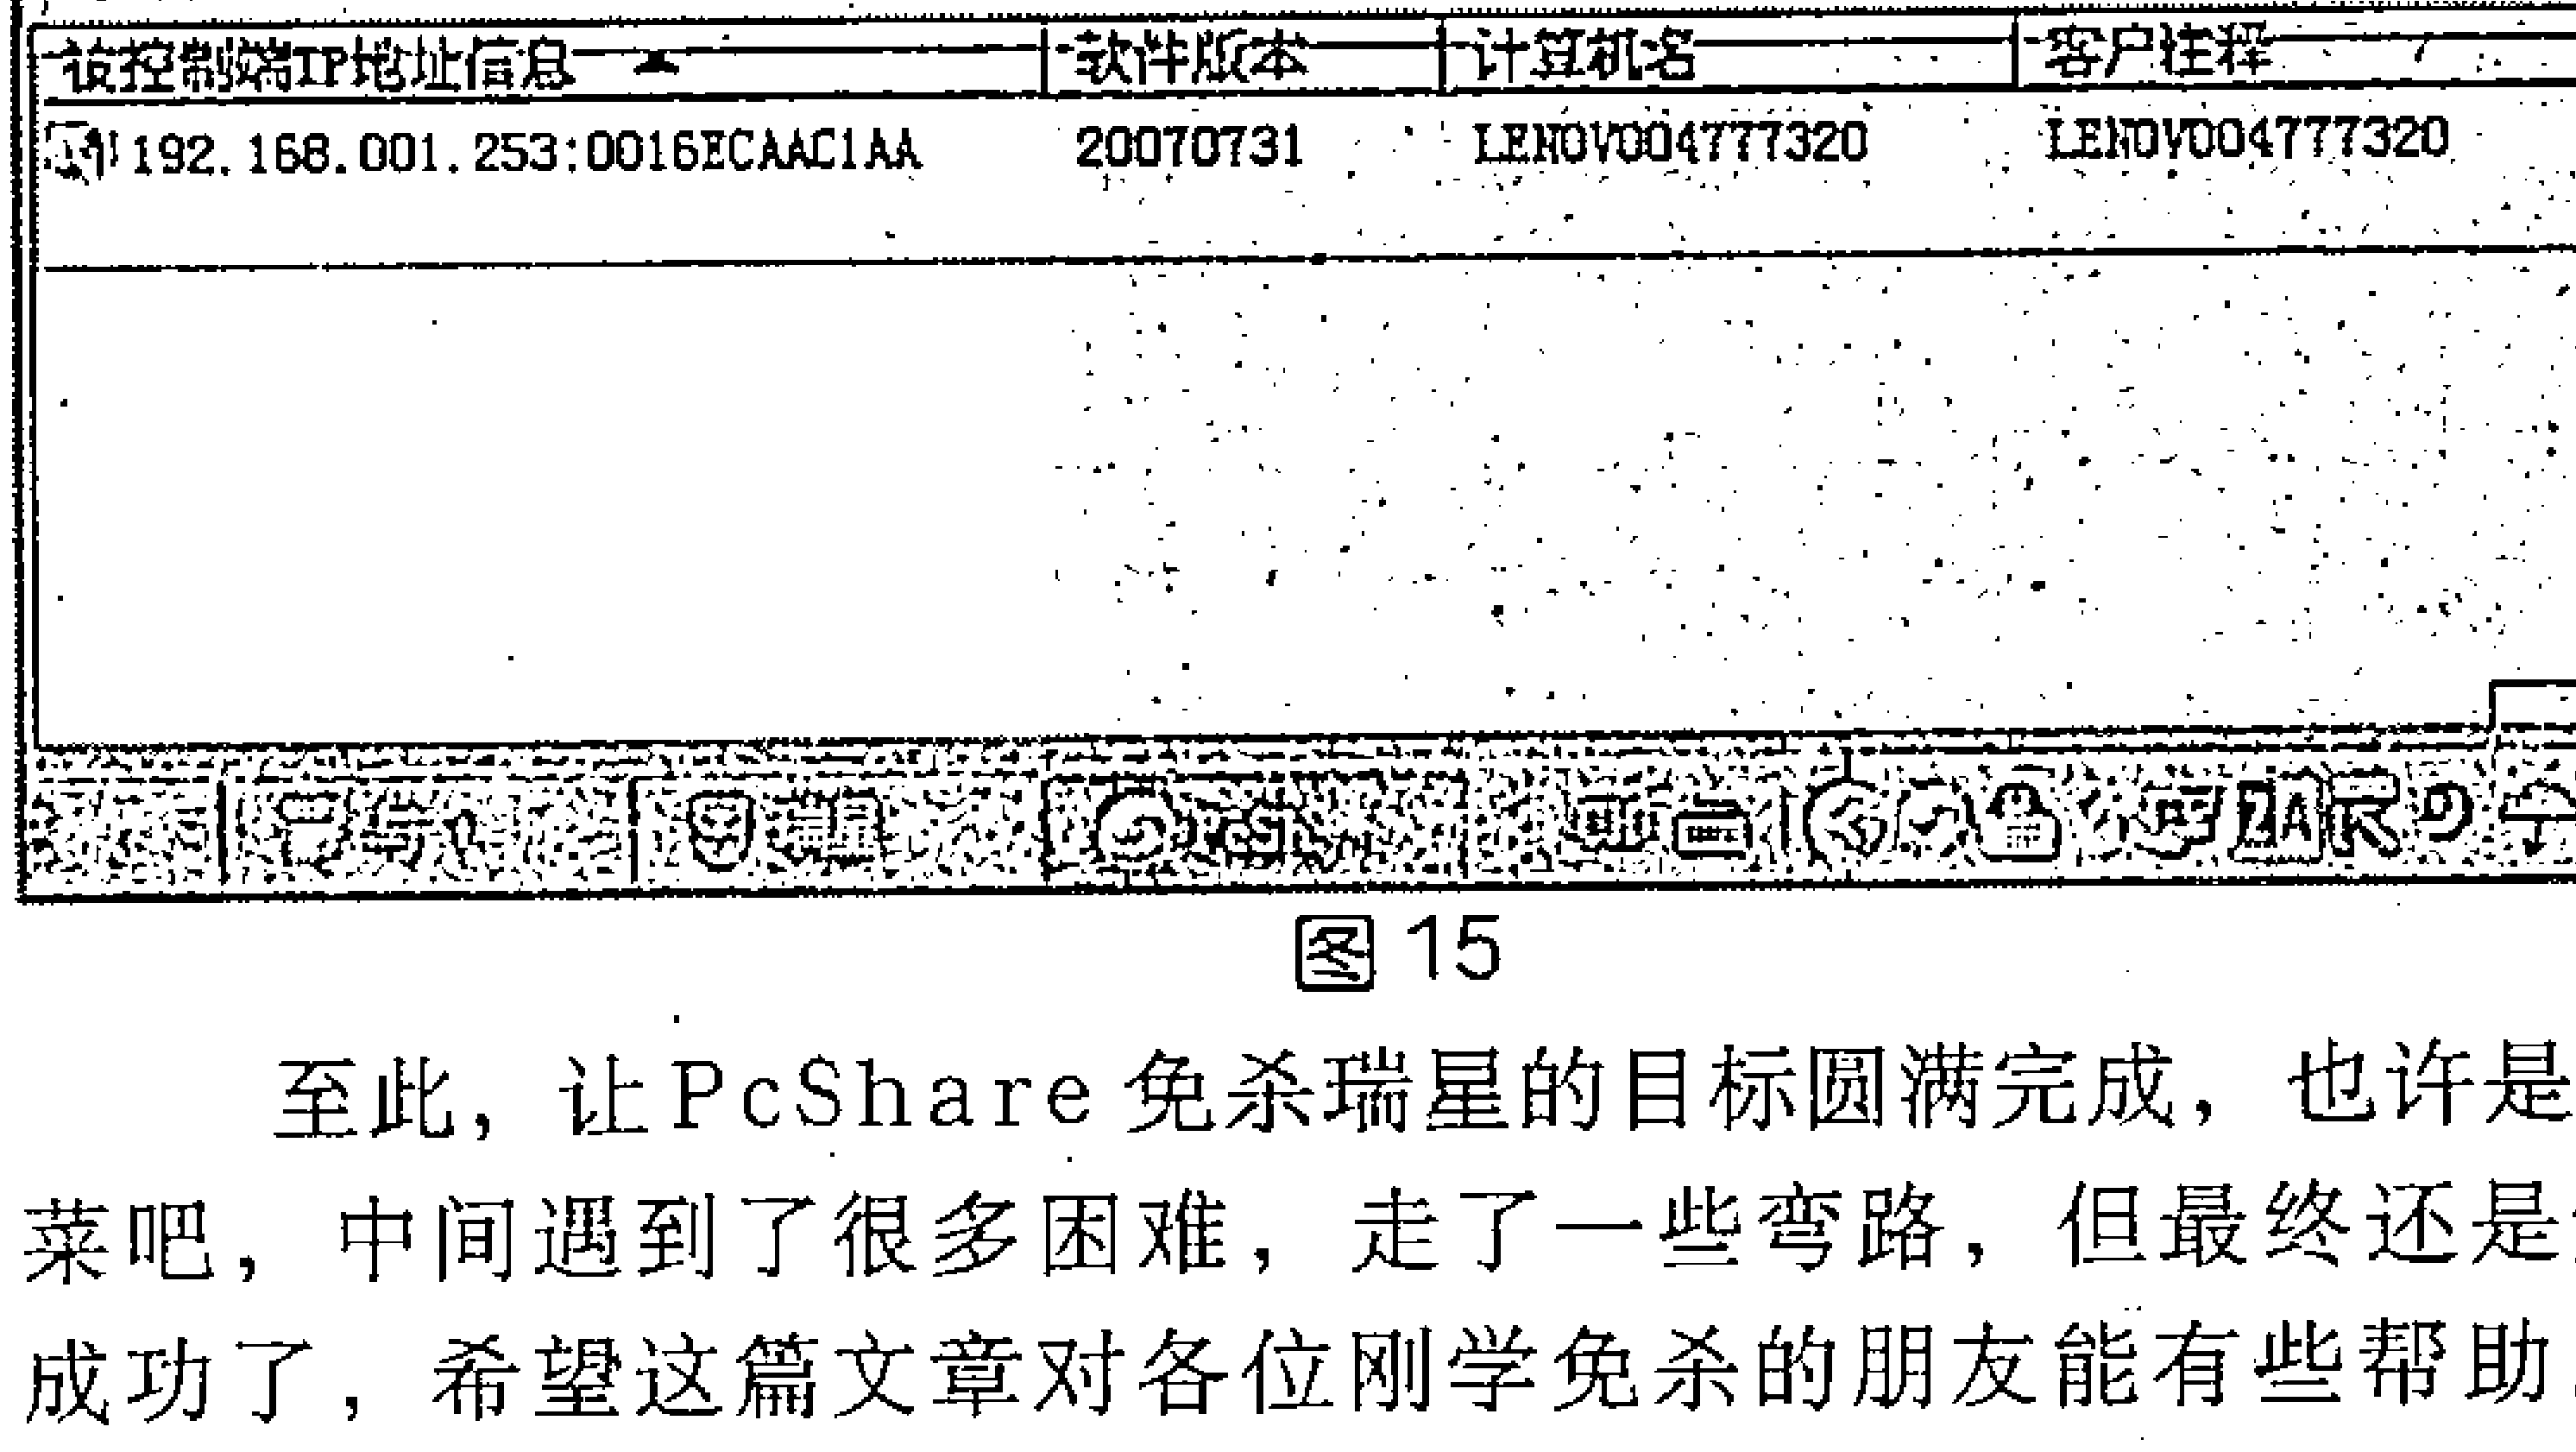 被控制端IP地址信息 软件版本 计算机名 客户注释
192.168.001.253:0016ECAAC1AA 20070731 LENOVO04777320 LENOVO04777320
图 15
至此，让PcShare免杀瑞星的目标圆满完成，也许是
菜吧，中间遇到了很多困难，走了一些弯路，但最终还是
成功了，希望这篇文章对各位刚学免杀的朋友能有些帮助